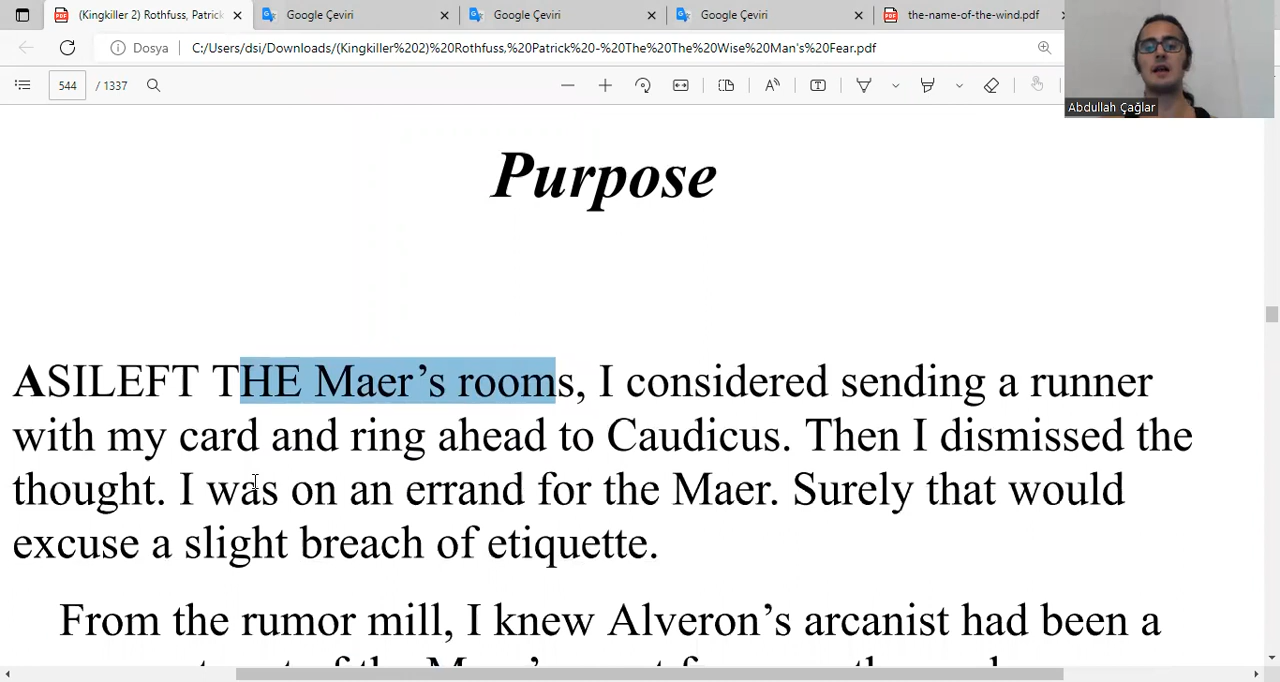 (Kingkiller 2) Rothfuss, Patrick
Google Çeviri
Google Çeviri
Google Çeviri
the-name-of-the-wind.pdf
Dosya
C:/Users/dsi/Downloads/(Kingkiller%202)%20Rothfuss,%20Patrick%20-%20The%20The%20Wise%20Man's%20Fear.pdf
544 / 1337
Abdullah Çağlar
Purpose
ASILEFT THE Maer’s rooms, I considered sending a runner
with my card and ring ahead to Caudicus. Then I dismissed the
thought. I was on an errand for the Maer. Surely that would
excuse a slight breach of etiquette.
From the rumor mill, I knew Alveron’s arcanist had been a